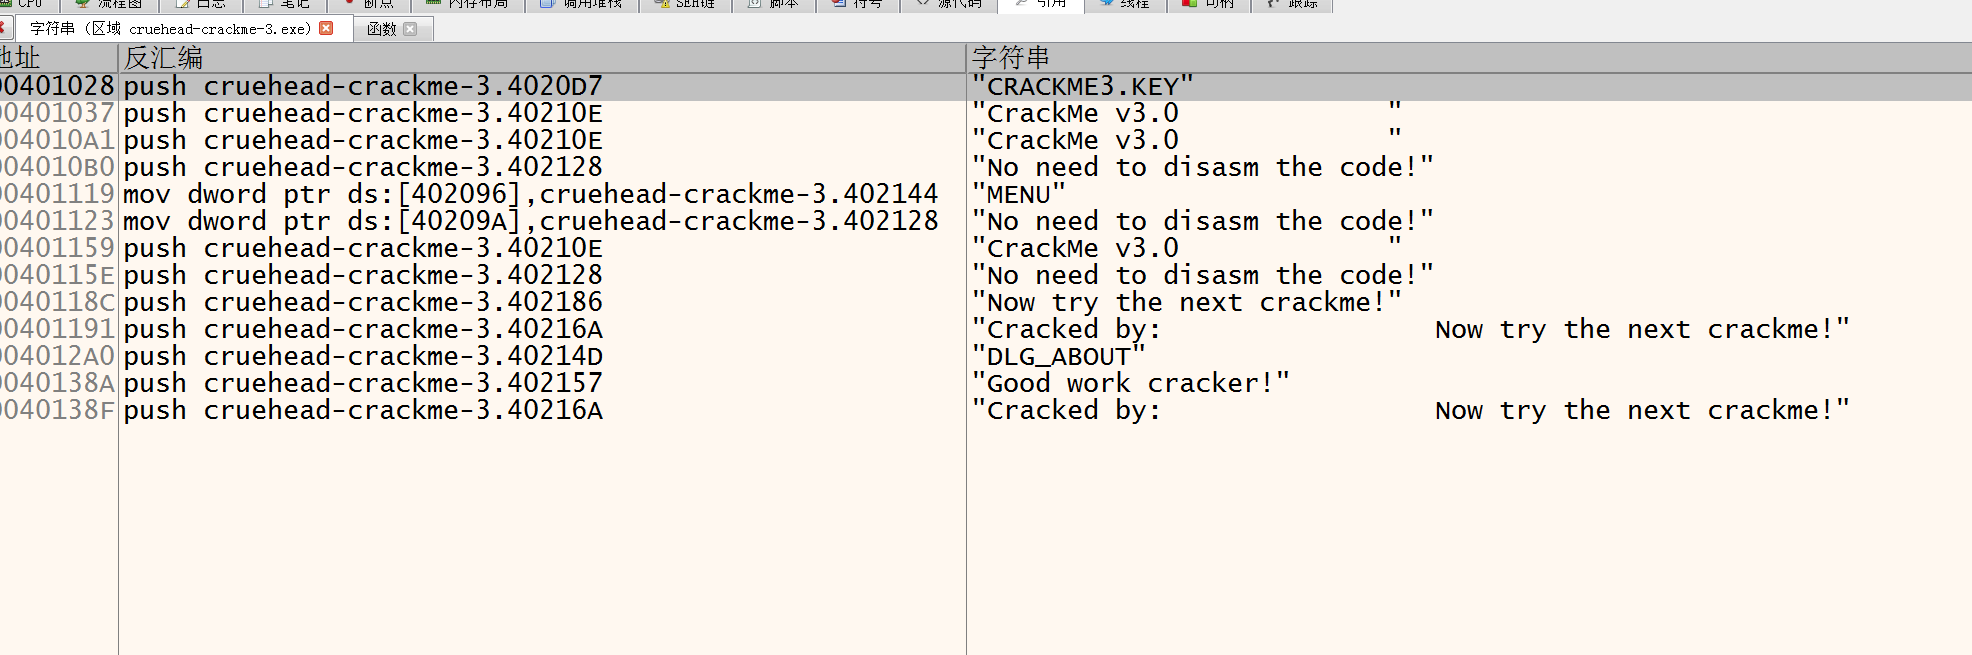 CPU 流程图 日志 笔记 断点 内存布局 调用堆栈 SEH链 脚本 符号 源代码 引用 线程 句柄 跟踪
字符串 (区域 cruehead-crackme-3.exe) 函数
地址 反汇编 字符串
00401028 push cruehead-crackme-3.4020D7 "CRACKME3.KEY"
00401037 push cruehead-crackme-3.40210E "CrackMe v3.0             "
004010A1 push cruehead-crackme-3.40210E "CrackMe v3.0             "
004010B0 push cruehead-crackme-3.402128 "No need to disasm the code!"
00401119 mov dword ptr ds:[402096],cruehead-crackme-3.402144 "MENU"
00401123 mov dword ptr ds:[40209A],cruehead-crackme-3.402128 "No need to disasm the code!"
00401159 push cruehead-crackme-3.40210E "CrackMe v3.0             "
0040115E push cruehead-crackme-3.402128 "No need to disasm the code!"
0040118C push cruehead-crackme-3.402186 "Now try the next crackme!"
00401191 push cruehead-crackme-3.40216A "Cracked by:                 Now try the next crackme!"
004012A0 push cruehead-crackme-3.40214D "DLG_ABOUT"
0040138A push cruehead-crackme-3.402157 "Good work cracker!"
0040138F push cruehead-crackme-3.40216A "Cracked by:                 Now try the next crackme!"